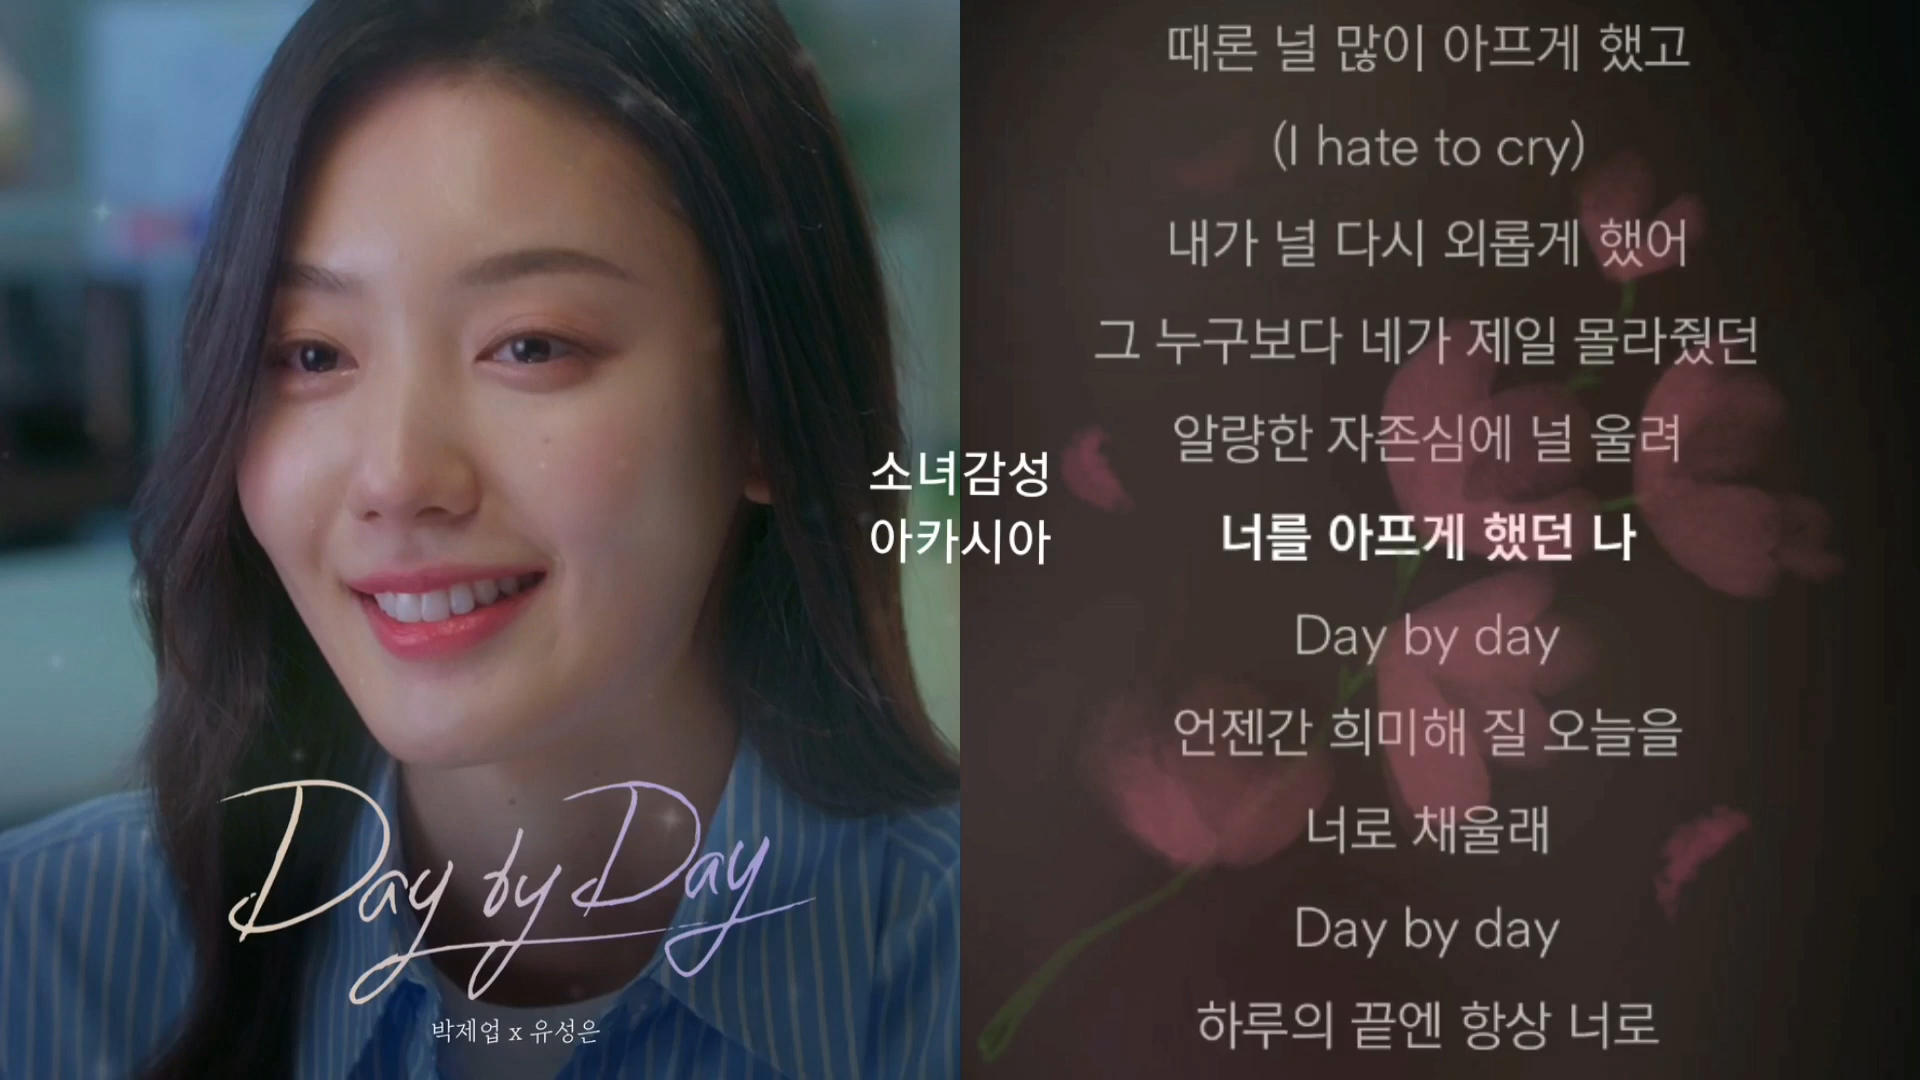 Day by Day
박제업 x 유성은
소녀감성
아카시아
때론 널 많이 아프게 했고
(I hate to cry)
내가 널 다시 외롭게 했어
그 누구보다 네가 제일 몰라줬던
알량한 자존심에 널 울려
너를 아프게 했던 나
Day by day
언젠간 희미해 질 오늘을
너로 채울래
Day by day
하루의 끝엔 항상 너로